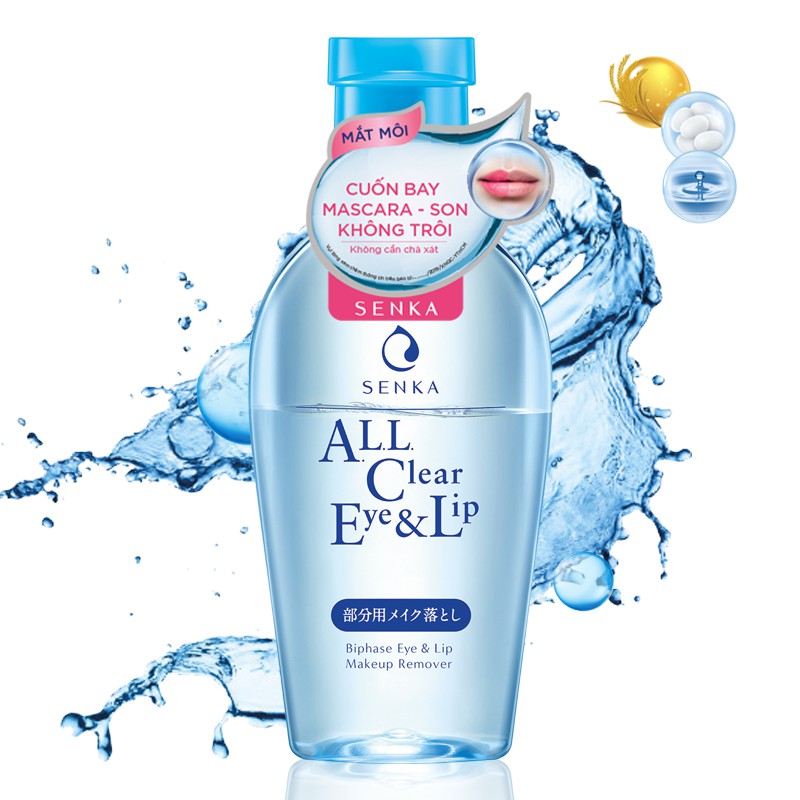 MẮT MÔI
CUỐN BAY
MASCARA - SON
KHÔNG TRÔI
Không cần chà xát
SENKA
SENKA
A.L.L.
Clear
Eye&Lip
部分用メイク落とし
Biphase Eye & Lip
Makeup Remover